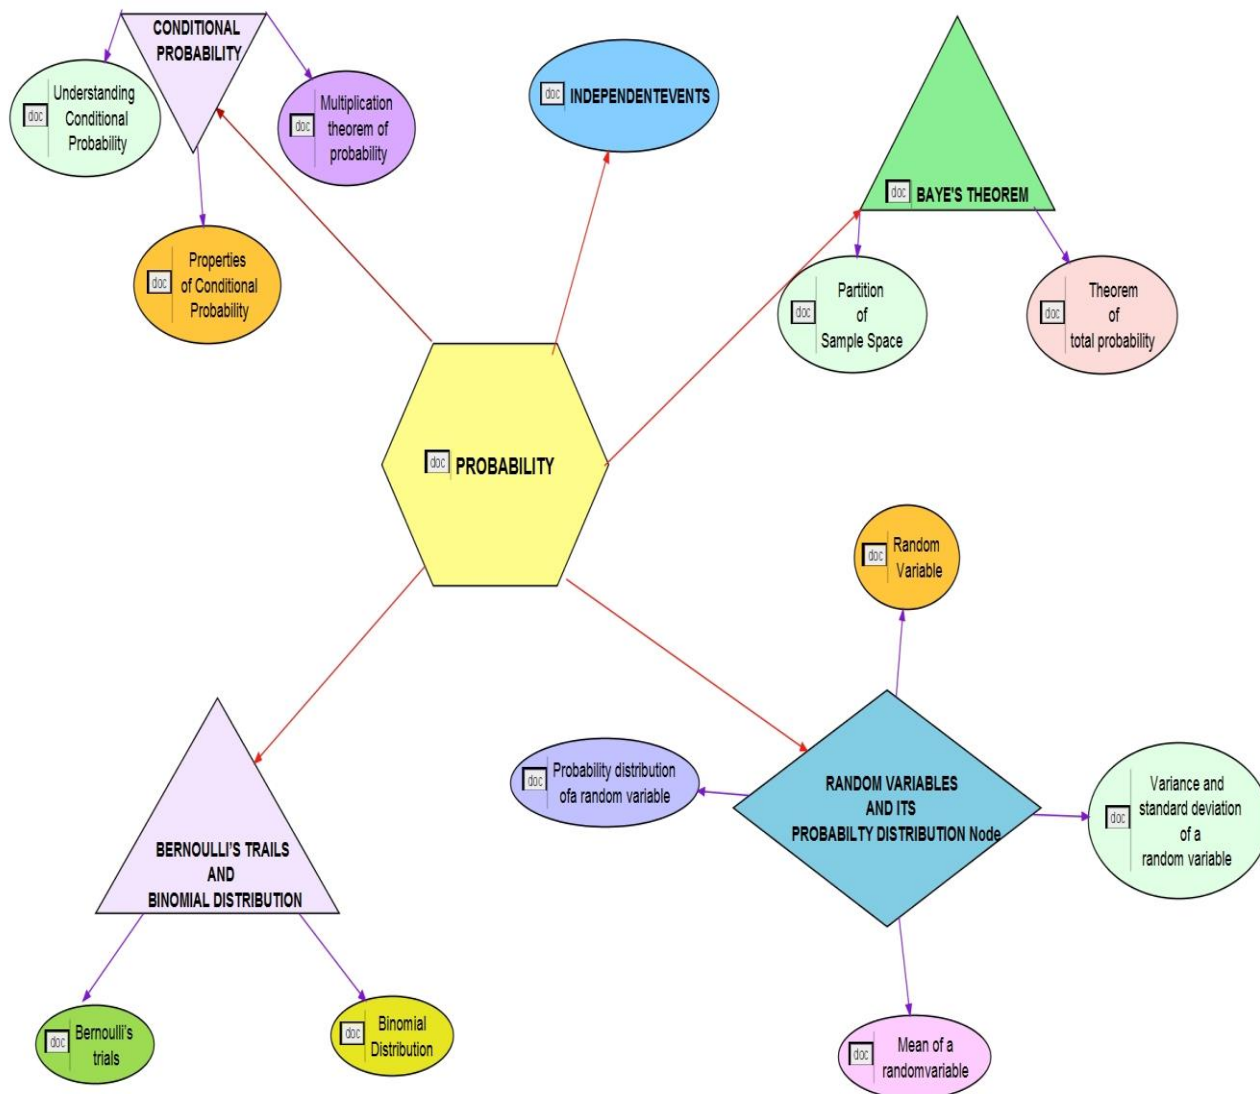 CONDITIONAL
PROBABILITY
doc
Understanding
Conditional
Probability
doc
Multiplication
theorem of
probability
doc
Properties
of Conditional
Probability
doc
INDEPENDENTEVENTS
doc
BAYE'S THEOREM
doc
Partition
of
Sample Space
doc
Theorem
of
total probability
doc
PROBABILITY
doc
Random
Variable
RANDOM VARIABLES
AND ITS
PROBABILTY DISTRIBUTION Node
doc
Probability distribution
ofa random variable
doc
Variance and
standard deviation
of a
random variable
doc
Mean of a
randomvariable
BERNOULLI'S TRAILS
AND
BINOMIAL DISTRIBUTION
doc
Bernoulli's
trials
doc
Binomial
Distribution